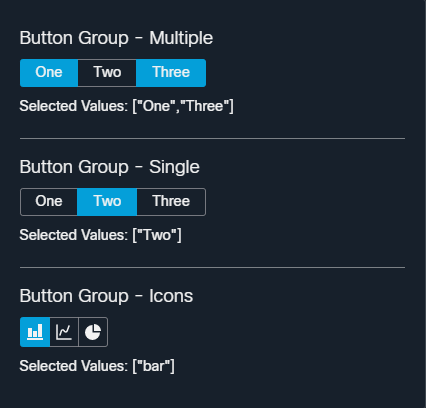 Button Group - Multiple
One Two Three
Selected Values: ["One","Three"]
Button Group - Single
One Two Three
Selected Values: ["Two"]
Button Group - Icons
Selected Values: ["bar"]